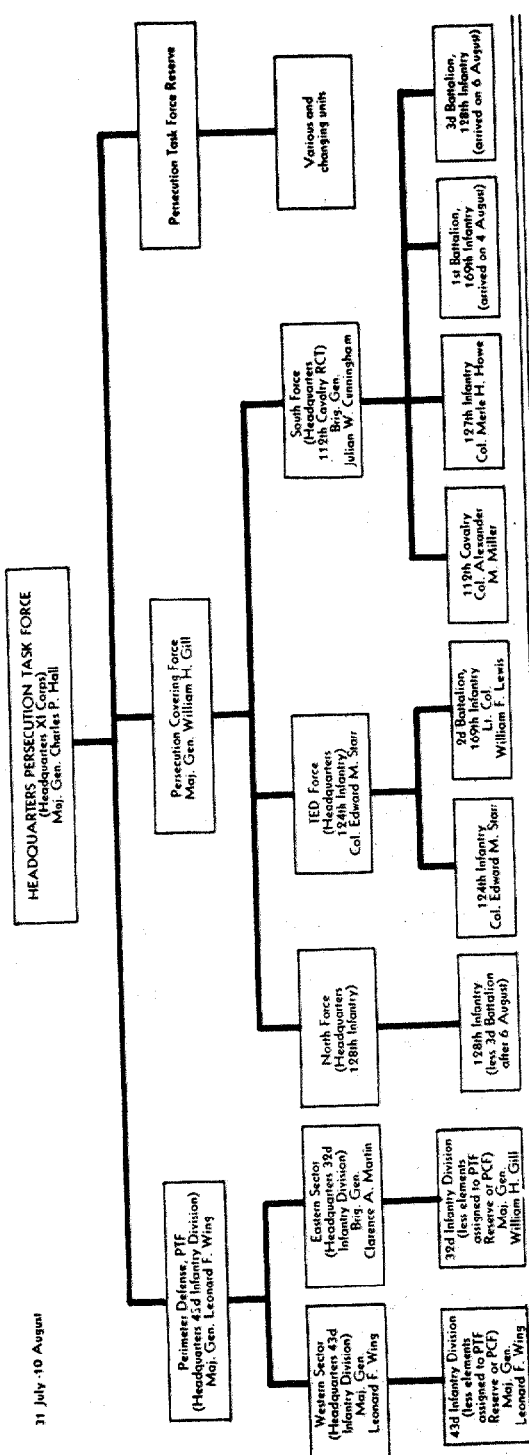 31 July -10 August
HEADQUARTERS PERSECUTION TASK FORCE
(Headquarters XI Corps)
Maj. Gen. Charles P. Hall
Perimeter Defense, PTF
(Headquarters 43d Infantry Division)
Maj. Gen. Leonard F. Wing
Persecution Covering Force
Maj. Gen. William H. Gill
Persecution Task Force Reserve
Western Sector
(Headquarters 43d
Infantry Division)
Maj. Gen.
Leonard F. Wing
Eastern Sector
(Headquarters 32d
Infantry Division)
Brig. Gen.
Clarence A. Martin
North Force
(Headquarters
128th Infantry)
TED Force
(Headquarters
124th Infantry)
Col. Edward M. Starr
South Force
(Headquarters
112th Cavalry RCT)
Brig. Gen.
Julian W. Cunningham
Various and
changing units
43d Infantry Division
(less elements
assigned to PTF
Reserve or PCF)
Maj. Gen.
Leonard F. Wing
32d Infantry Division
(less elements
assigned to PTF
Reserve or PCF)
Maj. Gen.
William H. Gill
128th Infantry
(less 3d Battalion
after 6 August)
124th Infantry
Col. Edward M. Starr
2d Battalion,
169th Infantry
Lt. Col.
William F. Lewis
112th Cavalry
Col. Alexander
M. Miller
127th Infantry
Col. Merle H. Howe
1st Battalion,
169th Infantry
(arrived on 4 August)
3d Battalion,
128th Infantry
(arrived on 6 August)